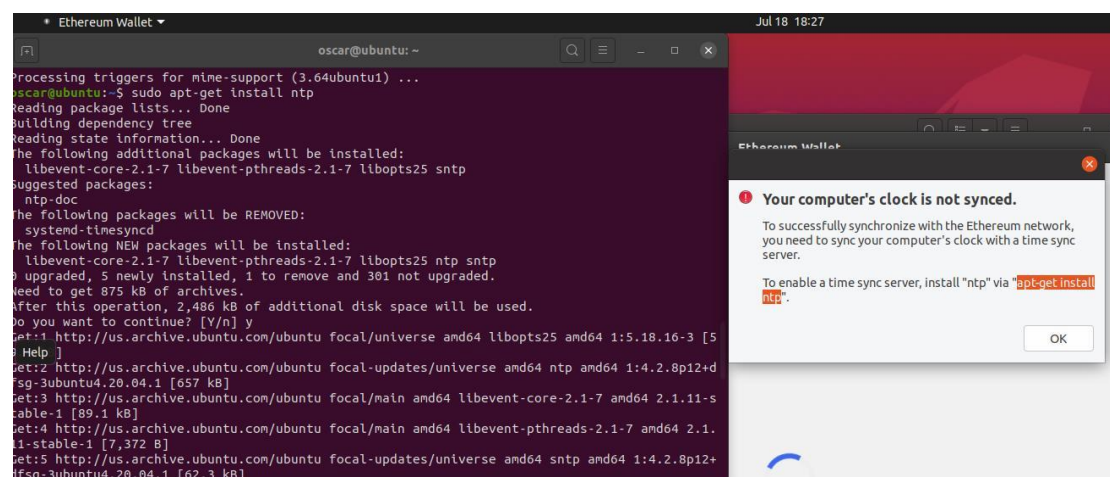 Ethereum Wallet
Jul 18 18:27
oscar@ubuntu: ~
Processing triggers for mime-support (3.64ubuntu1) ...
oscar@ubuntu:~$ sudo apt-get install ntp
Reading package lists... Done
Building dependency tree
Reading state information... Done
The following additional packages will be installed:
libevent-core-2.1-7 libevent-pthreads-2.1-7 libopts25 sntp
Suggested packages:
ntp-doc
The following packages will be REMOVED:
systemd-timesyncd
The following NEW packages will be installed:
libevent-core-2.1-7 libevent-pthreads-2.1-7 libopts25 ntp sntp
0 upgraded, 5 newly installed, 1 to remove and 301 not upgraded.
Need to get 875 kB of archives.
After this operation, 2,486 kB of additional disk space will be used.
Do you want to continue? [Y/n] y
Get:1 http://us.archive.ubuntu.com/ubuntu focal/universe amd64 libopts25 amd64 1:5.18.16-3 [5
Help ]
Get:2 http://us.archive.ubuntu.com/ubuntu focal-updates/universe amd64 ntp amd64 1:4.2.8p12+d
fsg-3ubuntu4.20.04.1 [657 kB]
Get:3 http://us.archive.ubuntu.com/ubuntu focal/main amd64 libevent-core-2.1-7 amd64 2.1.11-s
table-1 [89.1 kB]
Get:4 http://us.archive.ubuntu.com/ubuntu focal/main amd64 libevent-pthreads-2.1-7 amd64 2.1.
11-stable-1 [7,372 B]
Get:5 http://us.archive.ubuntu.com/ubuntu focal-updates/universe amd64 sntp amd64 1:4.2.8p12+
dfsg-3ubuntu4.20.04.1 [62.3 kB]
Ethereum Wallet
Your computer's clock is not synced.
To successfully synchronize with the Ethereum network,
you need to sync your computer's clock with a time sync
server.
To enable a time sync server, install "ntp" via "apt-get install
ntp".
OK